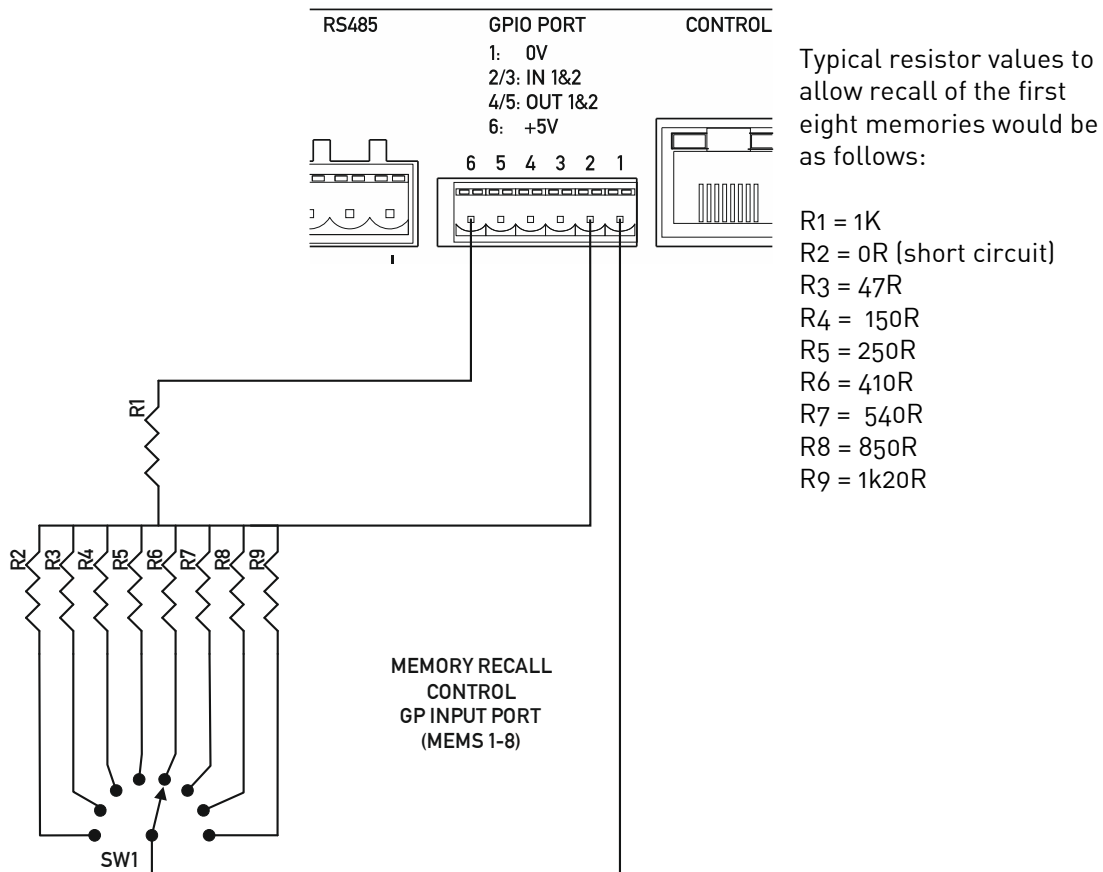 RS485
GPIO PORT
CONTROL
1: 0V
2/3: IN 1&2
4/5: OUT 1&2
6: +5V
6 5 4 3 2 1
Typical resistor values to
allow recall of the first
eight memories would be
as follows:
R1 = 1K
R2 = 0R (short circuit)
R3 = 47R
R4 = 150R
R5 = 250R
R6 = 410R
R7 = 540R
R8 = 850R
R9 = 1k20R
R1
R2 R3 R4 R5 R6 R7 R8 R9
MEMORY RECALL
CONTROL
GP INPUT PORT
(MEMS 1-8)
SW1